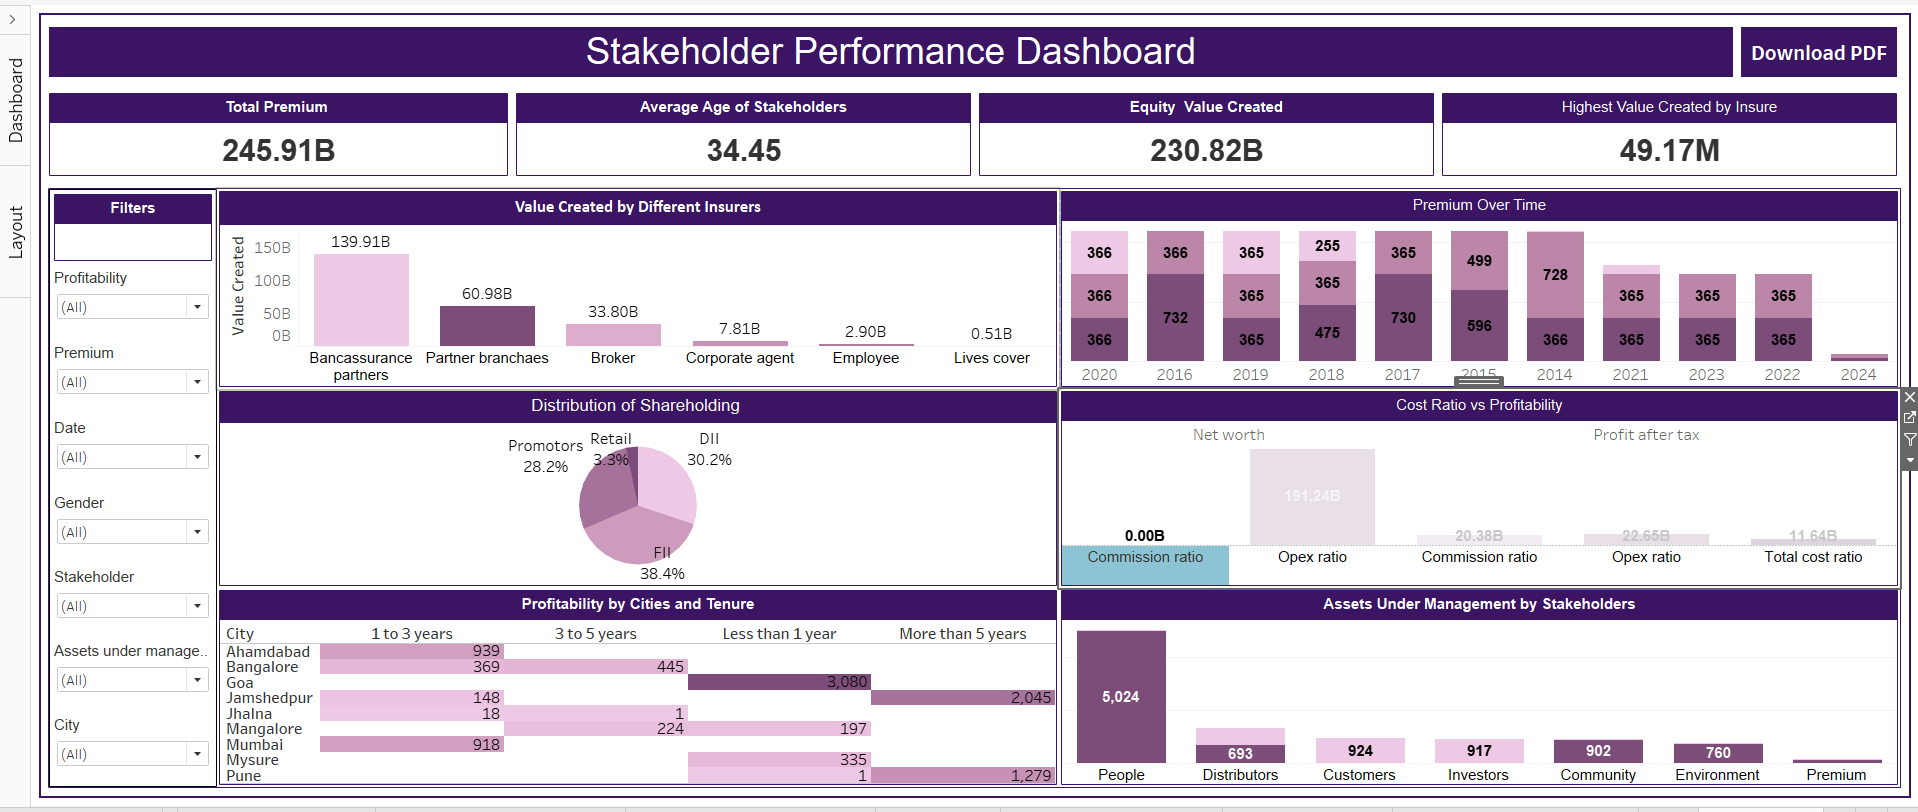 Dashboard
Layout
Stakeholder Performance Dashboard
Download PDF
Total Premium
245.91B
Average Age of Stakeholders
34.45
Equity Value Created
230.82B
Highest Value Created by Insure
49.17M
Filters
Profitability
(All)
Premium
(All)
Date
(All)
Gender
(All)
Stakeholder
(All)
Assets under manage..
(All)
City
(All)
Value Created by Different Insurers
Value Created
150B
100B
50B
0B
139.91B
60.98B
33.80B
7.81B
2.90B
0.51B
Bancassurance
partners
Partner branchaes
Broker
Corporate agent
Employee
Lives cover
Premium Over Time
366 366 365 255 365 499 728
366 732 365 365 730 596 365 365 365
366 365 475 366 365 365 365
2020 2016 2019 2018 2017 2015 2014 2021 2023 2022 2024
Distribution of Shareholding
Promotors
28.2%
Retail
3.3%
DII
30.2%
FII
38.4%
Cost Ratio vs Profitability
Net worth Profit after tax
0.00B 191.24B 20.38B 22.65B 11.64B
Commission ratio Opex ratio Commission ratio Opex ratio Total cost ratio
Profitability by Cities and Tenure
City 1 to 3 years 3 to 5 years Less than 1 year More than 5 years
Ahamdabad 939
Bangalore 369 445
Goa 3,080
Jamshedpur 148 2,045
Jhalna 18 1
Mangalore 224 197
Mumbai 918
Mysure 335
Pune 1 1,279
Assets Under Management by Stakeholders
5,024 693 924 917 902 760
People Distributors Customers Investors Community Environment Premium